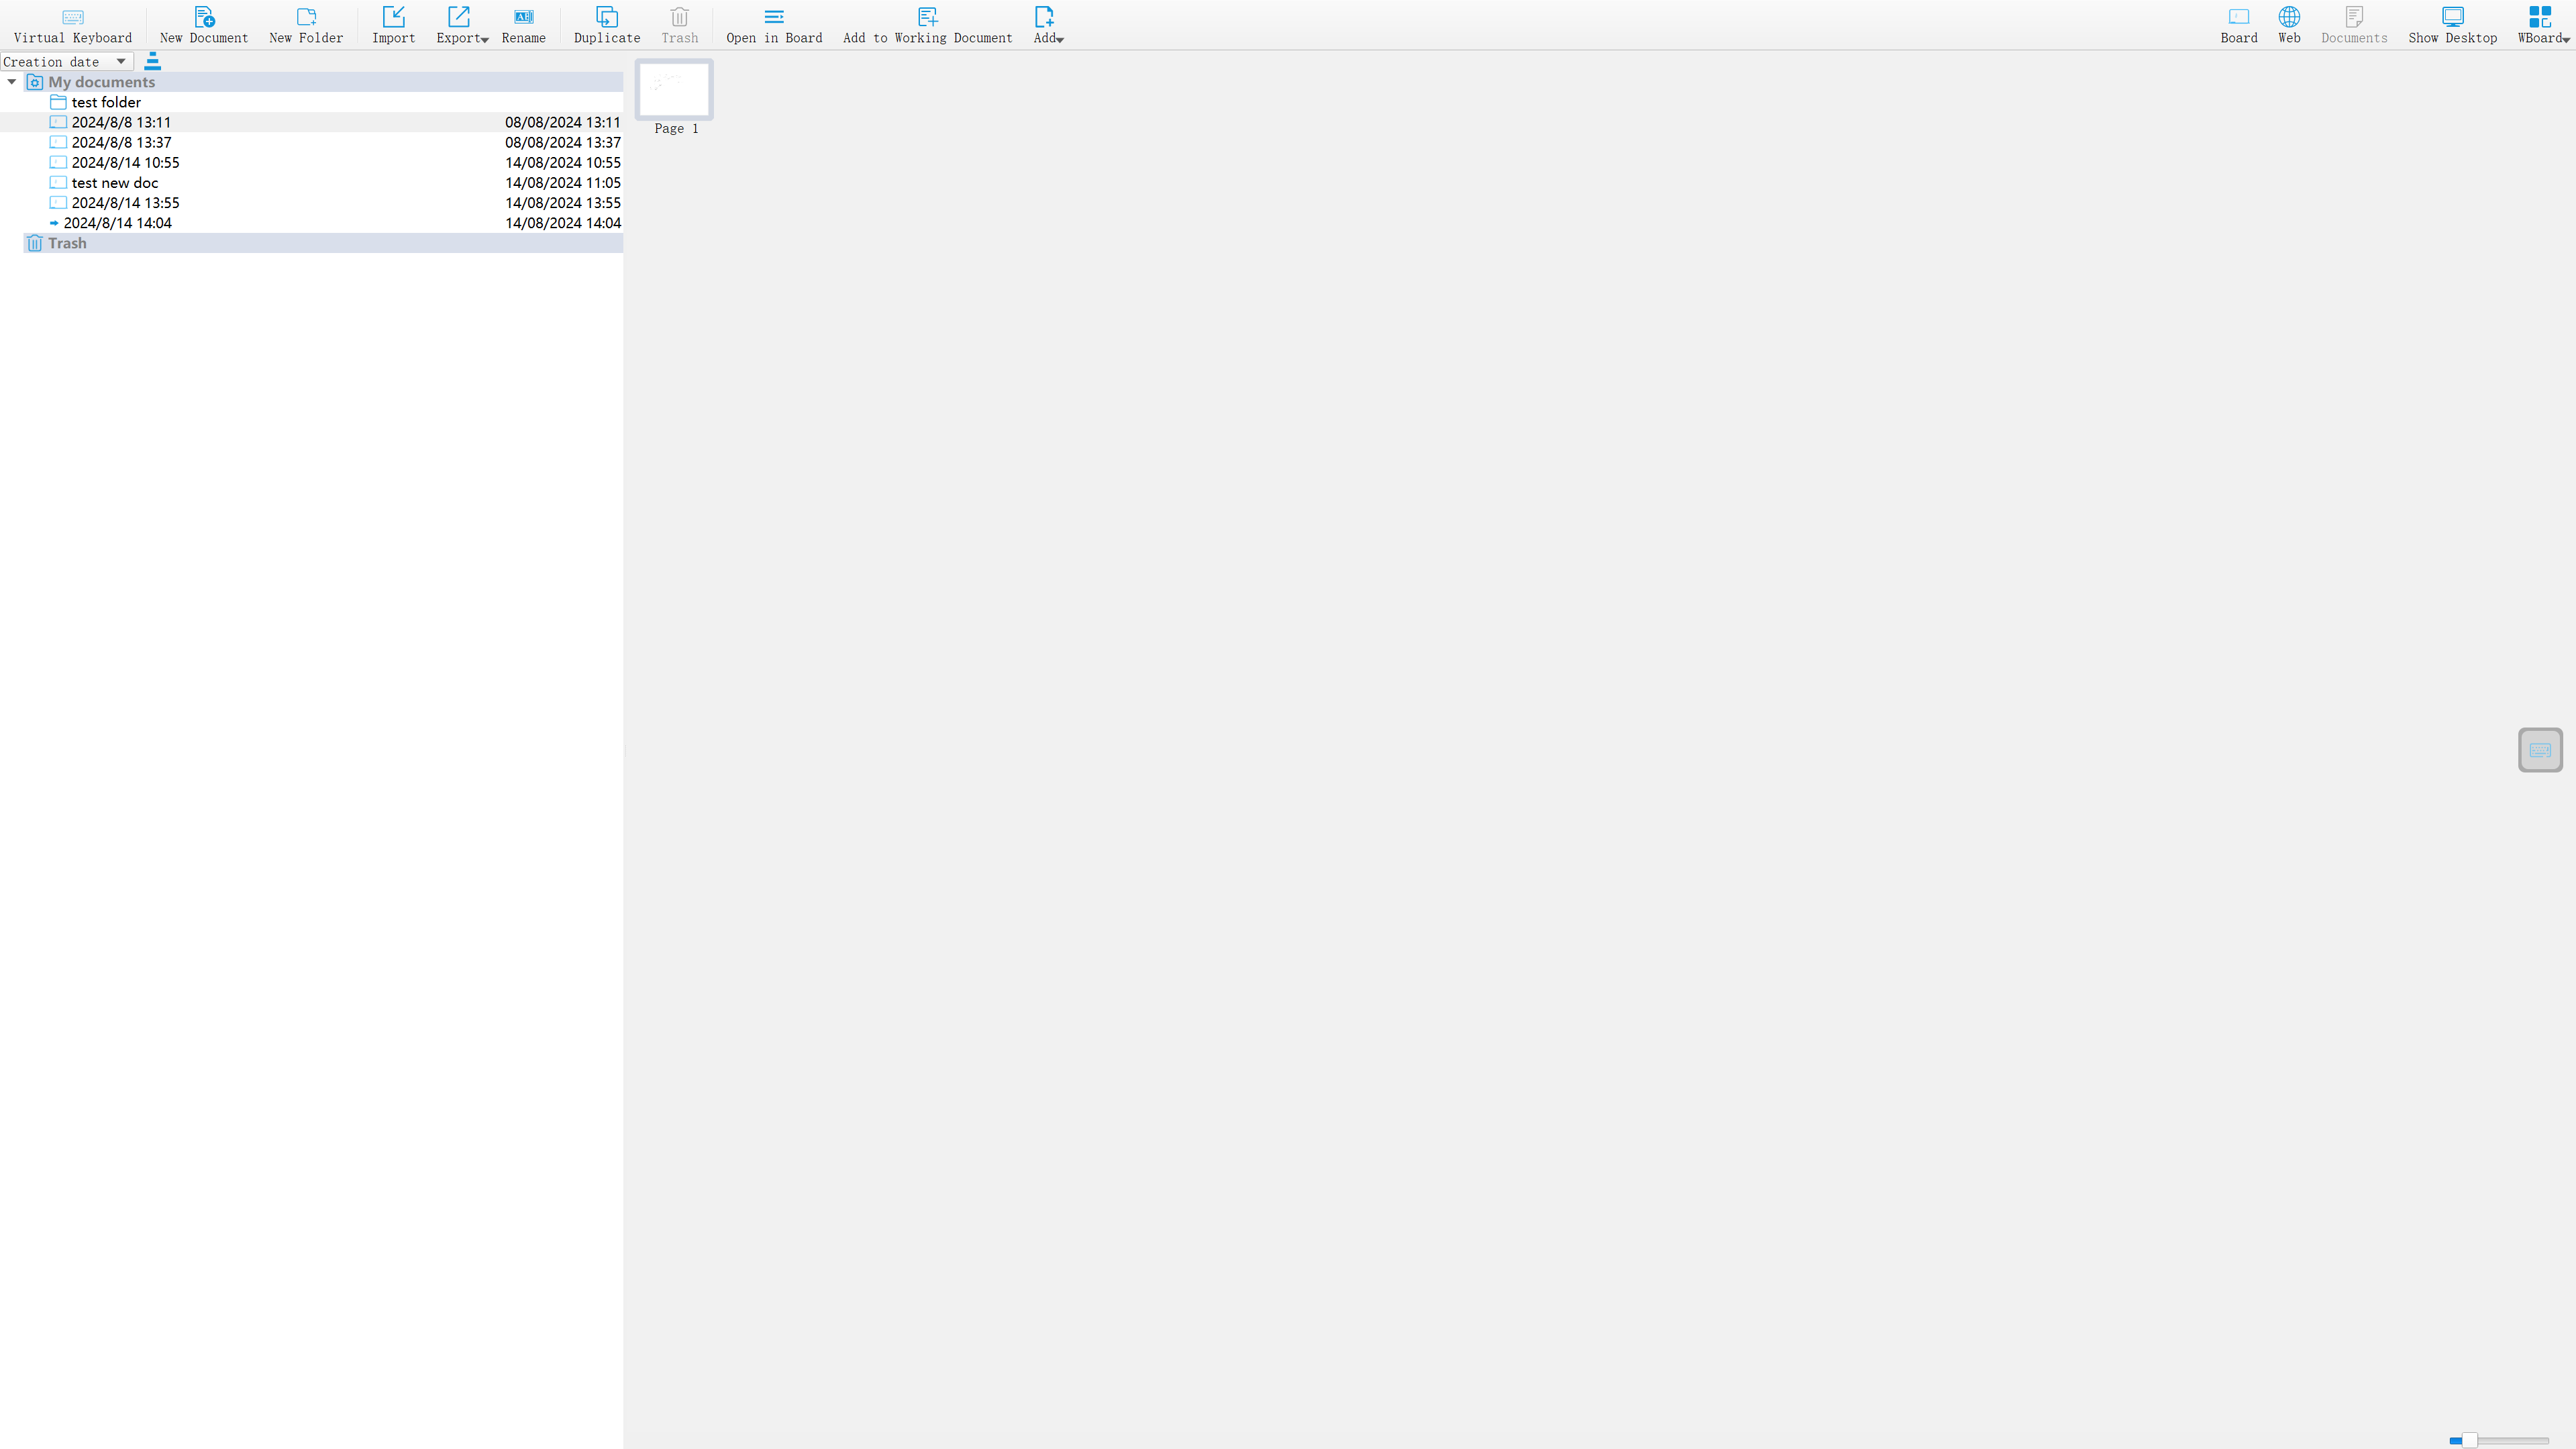 Virtual Keyboard New Document New Folder Import Export Rename Duplicate Trash Open in Board Add to Working Document Add Board Web Documents Show Desktop WBoard
Creation date
My documents
test folder
2024/8/8 13:11 08/08/2024 13:11
2024/8/8 13:37 08/08/2024 13:37
2024/8/14 10:55 14/08/2024 10:55
test new doc 14/08/2024 11:05
2024/8/14 13:55 14/08/2024 13:55
2024/8/14 14:04 14/08/2024 14:04
Trash
Page 1